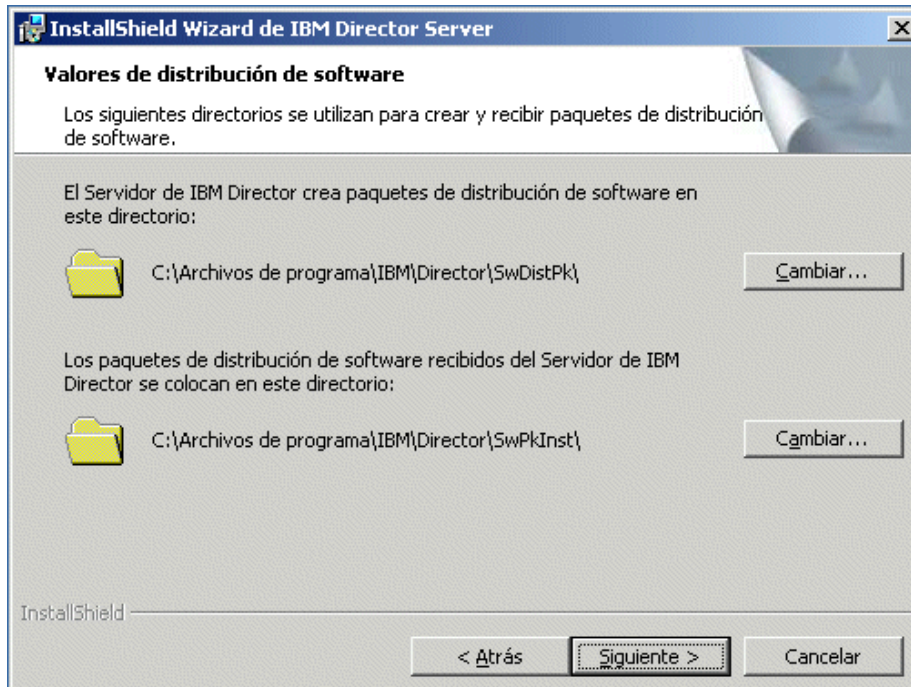 InstallShield Wizard de IBM Director Server
Valores de distribución de software
Los siguientes directorios se utilizan para crear y recibir paquetes de distribución
de software.
El Servidor de IBM Director crea paquetes de distribución de software en
este directorio:
C:\Archivos de programa\IBM\Director\SwDistPk\
Cambiar...
Los paquetes de distribución de software recibidos del Servidor de IBM
Director se colocan en este directorio:
C:\Archivos de programa\IBM\Director\SwPkInst\
Cambiar...
InstallShield
< Atrás
Siguiente >
Cancelar